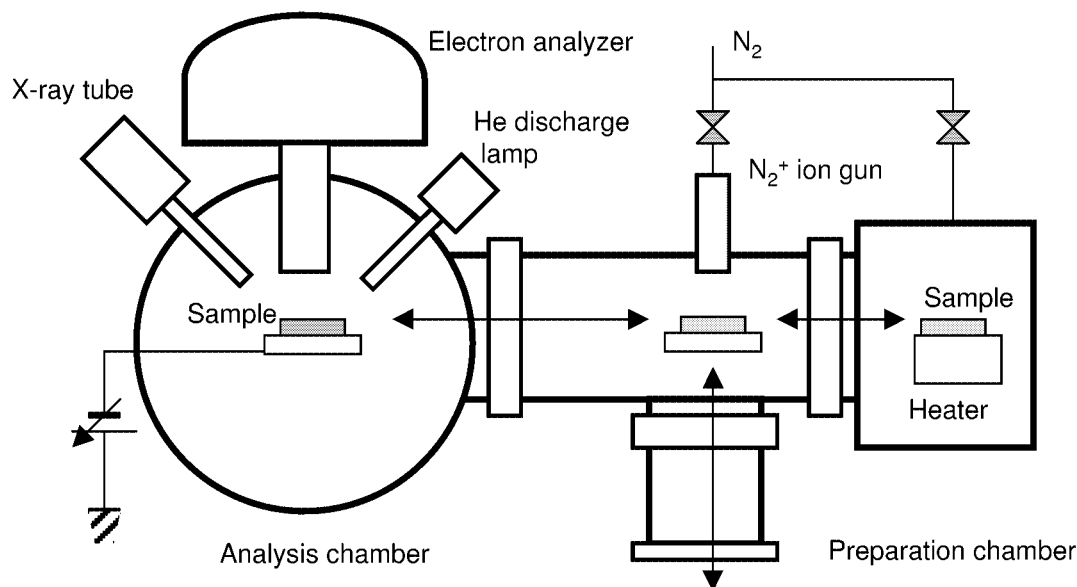 Electron analyzer
N₂
X-ray tube
He discharge
lamp
N₂⁺ ion gun
Sample
Sample
Heater
Analysis chamber
Preparation chamber